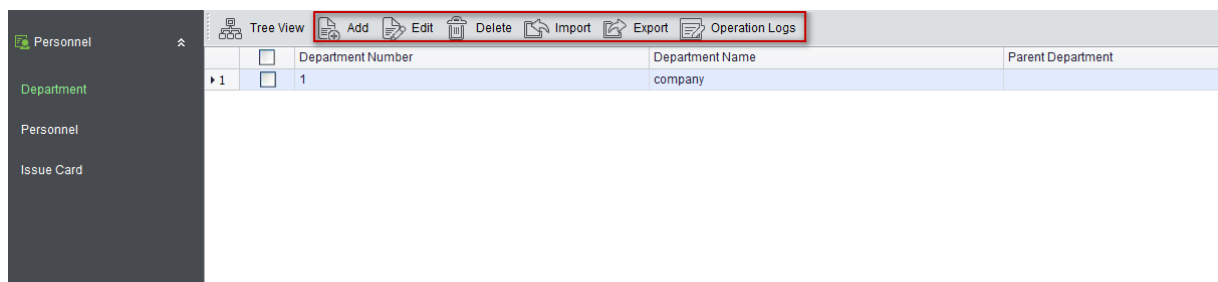 Personnel
Department
Personnel
Issue Card
Tree View Add Edit Delete Import Export Operation Logs
Department Number Department Name Parent Department
1 1 company